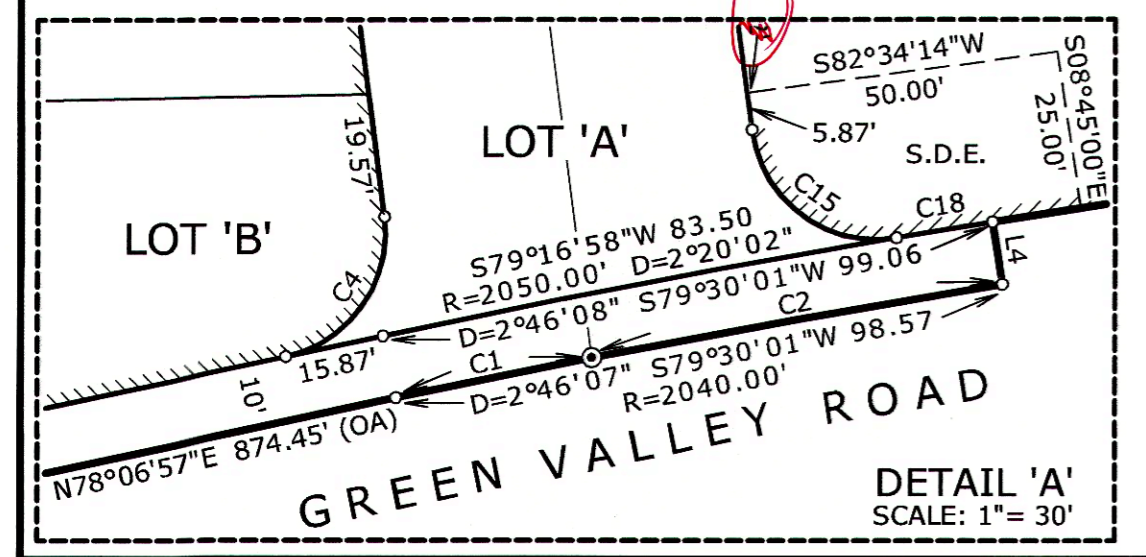 S82°34'14"W
50.00'
S08°45'00"E
25.00'
5.87'
S.D.E.
LOT 'A'
19.57'
C15
C18
LOT 'B'
S79°16'58"W 83.50
R=2050.00' D=2°20'02"
L4
C4
D=2°46'08" S79°30'01"W 99.06
C2
15.87'
C1
D=2°46'07" S79°30'01"W 98.57
R=2040.00'
10'
N78°06'57"E 874.45' (OA)
GREEN VALLEY ROAD
DETAIL 'A'
SCALE: 1"= 30'